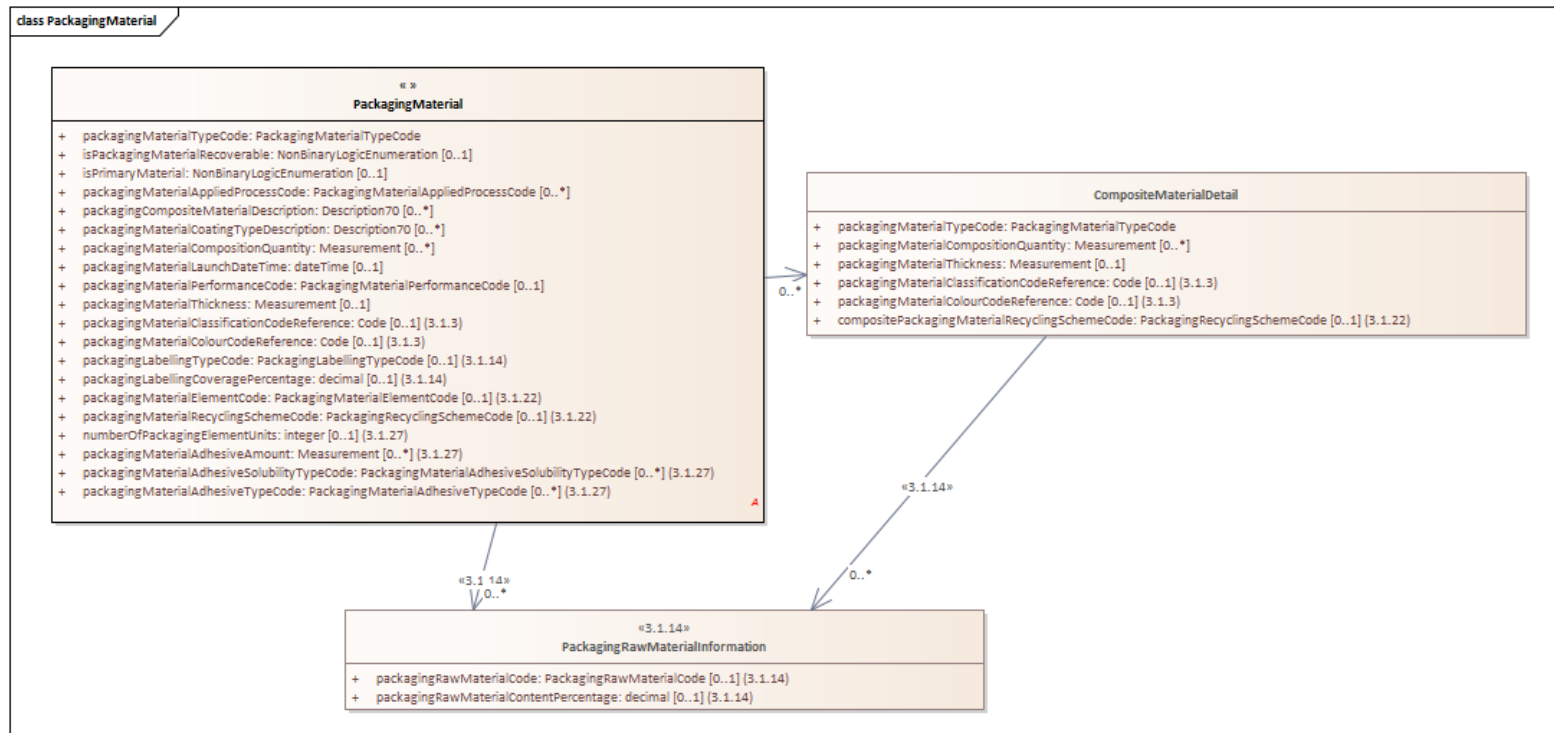 class PackagingMaterial
« »
PackagingMaterial
+ packagingMaterialTypeCode: PackagingMaterialTypeCode
+ isPackagingMaterialRecoverable: NonBinaryLogicEnumeration [0..1]
+ isPrimaryMaterial: NonBinaryLogicEnumeration [0..1]
+ packagingMaterialAppliedProcessCode: PackagingMaterialAppliedProcessCode [0..*]
+ packagingCompositeMaterialDescription: Description70 [0..*]
+ packagingMaterialCoatingTypeDescription: Description70 [0..*]
+ packagingMaterialCompositionQuantity: Measurement [0..*]
+ packagingMaterialLaunchDateTime: dateTime [0..1]
+ packagingMaterialPerformanceCode: PackagingMaterialPerformanceCode [0..1]
+ packagingMaterialThickness: Measurement [0..1]
+ packagingMaterialClassificationCodeReference: Code [0..1] (3.1.3)
+ packagingMaterialColourCodeReference: Code [0..1] (3.1.3)
+ packagingLabellingTypeCode: PackagingLabellingTypeCode [0..1] (3.1.14)
+ packagingLabellingCoveragePercentage: decimal [0..1] (3.1.14)
+ packagingMaterialElementCode: PackagingMaterialElementCode [0..1] (3.1.22)
+ packagingMaterialRecyclingSchemeCode: PackagingRecyclingSchemeCode [0..1] (3.1.22)
+ numberOfPackagingElementUnits: integer [0..1] (3.1.27)
+ packagingMaterialAdhesiveAmount: Measurement [0..*] (3.1.27)
+ packagingMaterialAdhesiveSolubilityTypeCode: PackagingMaterialAdhesiveSolubilityTypeCode [0..*] (3.1.27)
+ packagingMaterialAdhesiveTypeCode: PackagingMaterialAdhesiveTypeCode [0..*] (3.1.27)
A
0..*
CompositeMaterialDetail
+ packagingMaterialTypeCode: PackagingMaterialTypeCode
+ packagingMaterialCompositionQuantity: Measurement [0..*]
+ packagingMaterialThickness: Measurement [0..1]
+ packagingMaterialClassificationCodeReference: Code [0..1] (3.1.3)
+ packagingMaterialColourCodeReference: Code [0..1] (3.1.3)
+ compositePackagingMaterialRecyclingSchemeCode: PackagingRecyclingSchemeCode [0..1] (3.1.22)
«3.1.14»
0..*
«3.1.14»
0..*
«3.1.14»
PackagingRawMaterialInformation
+ packagingRawMaterialCode: PackagingRawMaterialCode [0..1] (3.1.14)
+ packagingRawMaterialContentPercentage: decimal [0..1] (3.1.14)